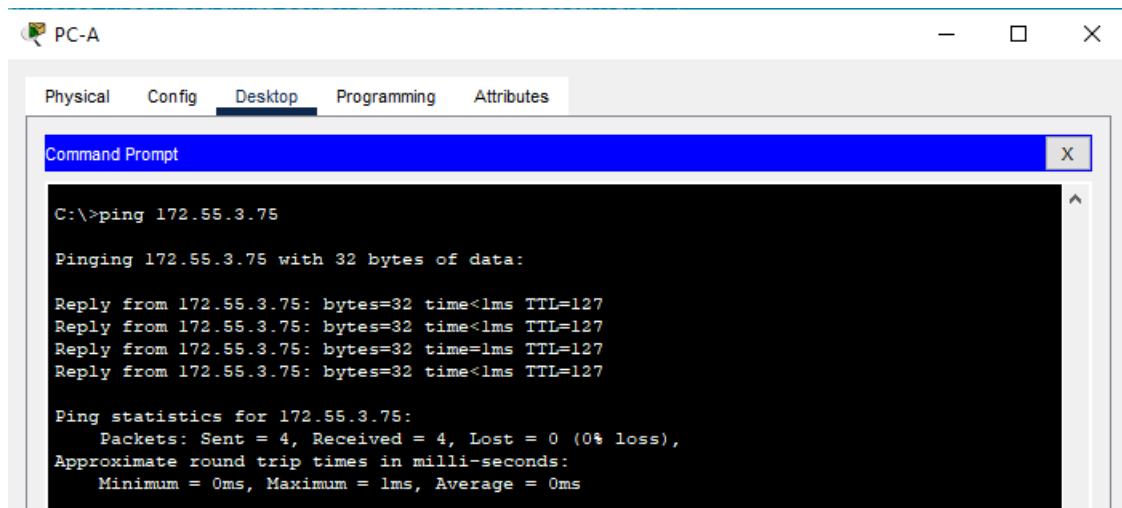 PC-A
Physical Config Desktop Programming Attributes
Command Prompt X
C:\>ping 172.55.3.75
Pinging 172.55.3.75 with 32 bytes of data:
Reply from 172.55.3.75: bytes=32 time<1ms TTL=127
Reply from 172.55.3.75: bytes=32 time<1ms TTL=127
Reply from 172.55.3.75: bytes=32 time=1ms TTL=127
Reply from 172.55.3.75: bytes=32 time<1ms TTL=127
Ping statistics for 172.55.3.75:
Packets: Sent = 4, Received = 4, Lost = 0 (0% loss),
Approximate round trip times in milli-seconds:
Minimum = 0ms, Maximum = 1ms, Average = 0ms